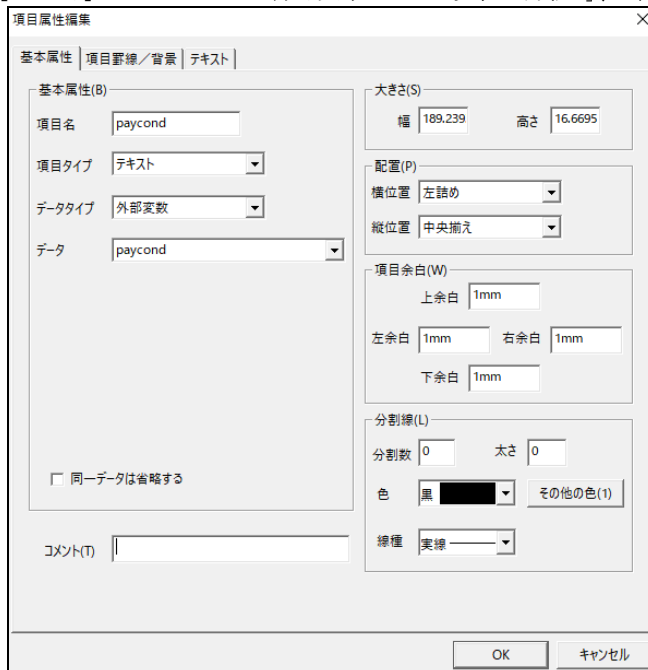 項目属性編集
基本属性 項目罫線／背景 テキスト
基本属性(B)
項目名 paycond
項目タイプ テキスト
データタイプ 外部変数
データ paycond
同一データは省略する
コメント(T)
大きさ(S)
幅 189.239 高さ 16.6695
配置(P)
横位置 左詰め
縦位置 中央揃え
項目余白(W)
上余白 1mm
左余白 1mm 右余白 1mm
下余白 1mm
分割線(L)
分割数 0 太さ 0
色 黒 その他の色(1)
線種 実線
OK キャンセル